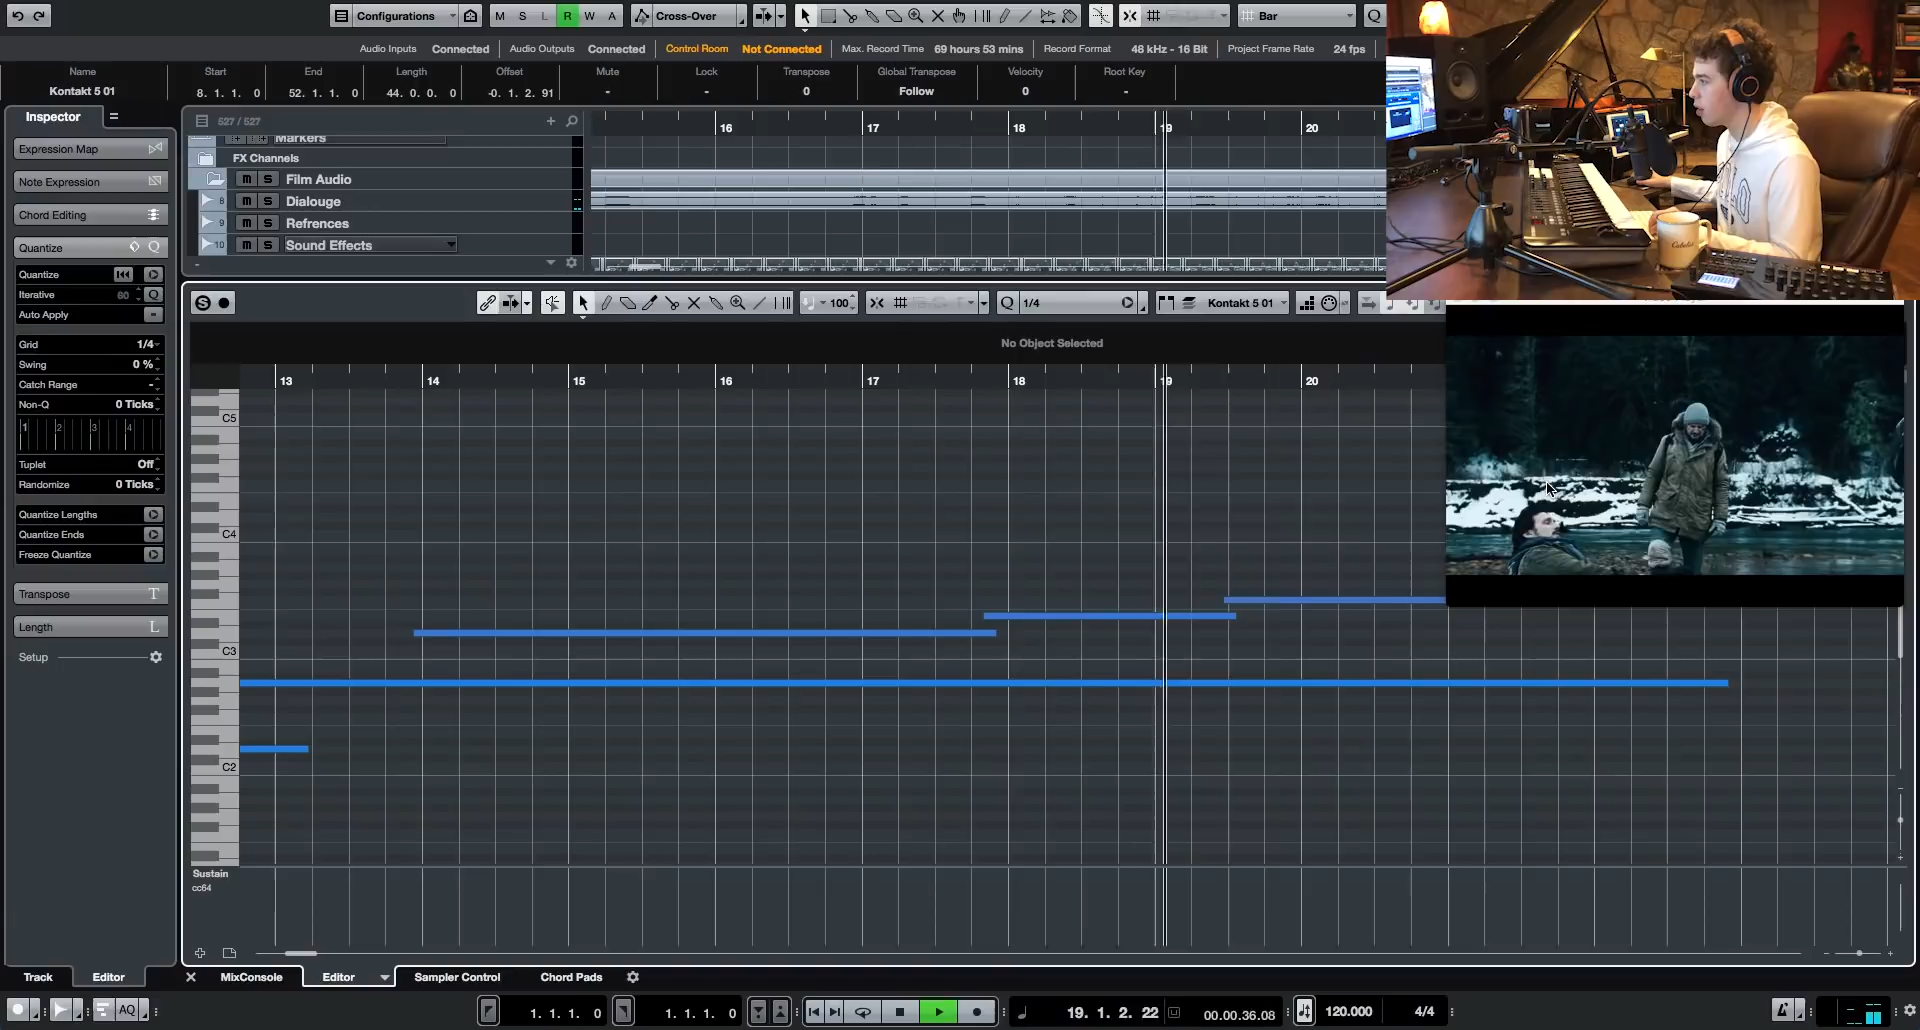 Configurations M S L R W A Cross-Over Bar Q
Audio Inputs Connected Audio Outputs Connected Control Room Not Connected Max. Record Time 69 hours 53 mins Record Format 48 kHz - 16 Bit Project Frame Rate 24 fps
Name Start End Length Offset Mute Lock Transpose Global Transpose Velocity Root Key
Kontakt 5 01 8. 1. 1. 0 52. 1. 1. 0 44. 0. 0. 0 -0. 1. 2. 91 - - 0 Follow 0 -
Inspector
527 / 527
16 17 18 19 20
Markers
FX Channels
m S Film Audio
8 m S Dialouge
9 m S Refrences
10 m S Sound Effects
Expression Map
Note Expression
Chord Editing
Quantize Q
Quantize
Iterative 60 Q
Auto Apply
Grid 1/4
Swing 0 %
Catch Range -
Non-Q 0 Ticks
1 2 3 4
Tuplet Off
Randomize 0 Ticks
Quantize Lengths
Quantize Ends
Freeze Quantize
Transpose T
Length L
Setup
S 100 Q 1/4 Kontakt 5 01
No Object Selected
13 14 15 16 17 18 19 20
C5
C4
C3
C2
Sustain
cc64
Track Editor MixConsole Editor Sampler Control Chord Pads
AQ 1. 1. 1. 0 1. 1. 1. 0 19. 1. 2. 22 00.00.36.08 120.000 4/4